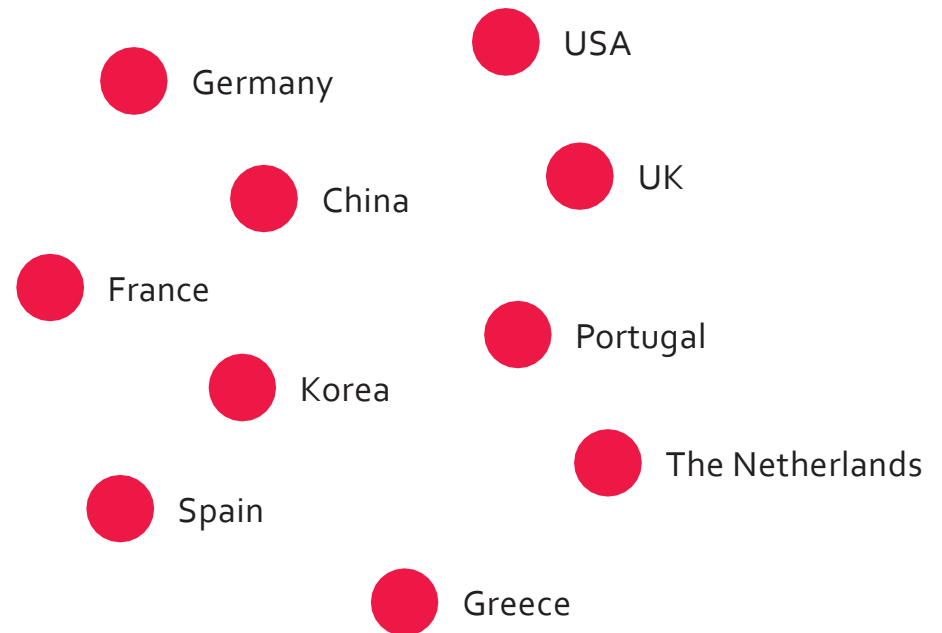 USA
Germany
UK
China
France
Portugal
Korea
The Netherlands
Spain
Greece